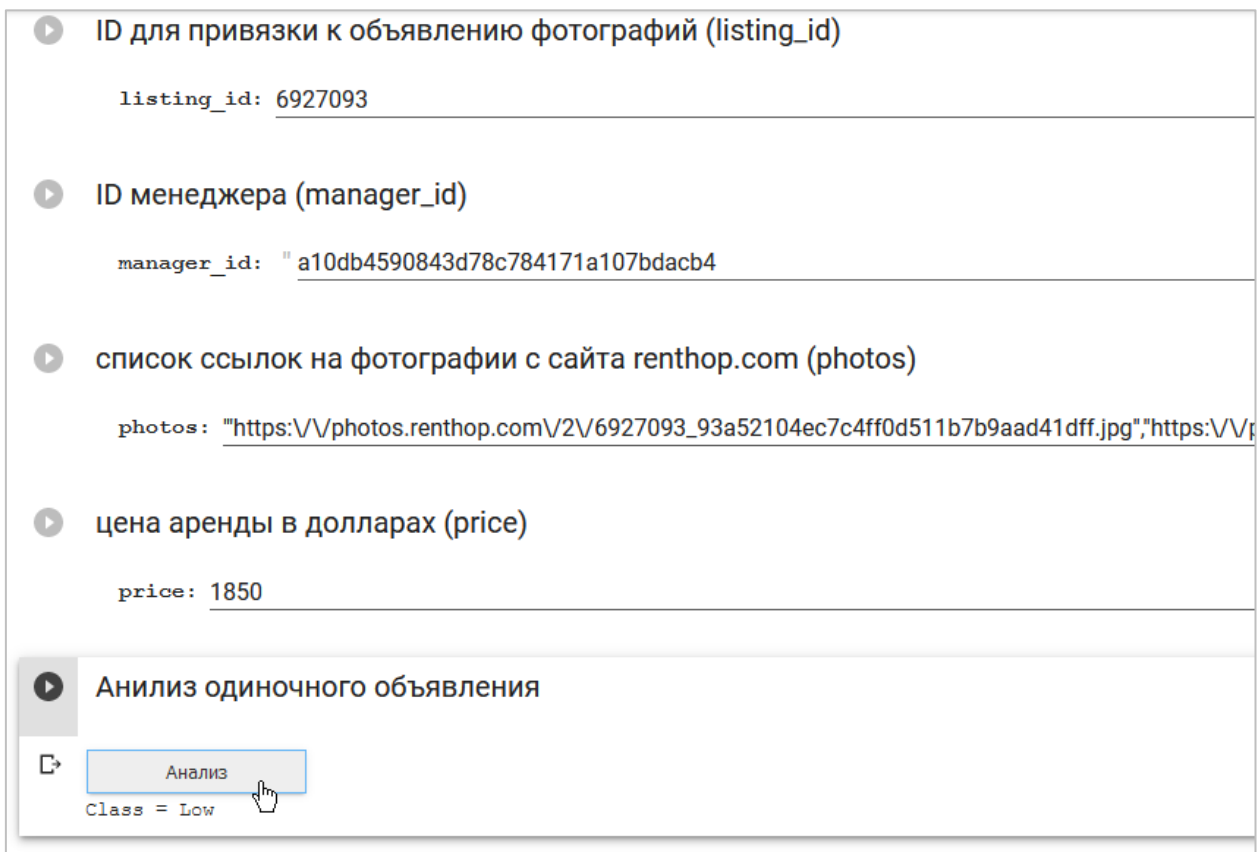 ID для привязки к объявлению фотографий (listing_id)
listing_id: 6927093
ID менеджера (manager_id)
manager_id: " a10db4590843d78c784171a107bdacb4
список ссылок на фотографии с сайта renthop.com (photos)
photos: "https:\/\/photos.renthop.com\/2\/6927093_93a52104ec7c4ff0d511b7b9aad41dff.jpg","https:\/\/p
цена аренды в долларах (price)
price: 1850
Анилиз одиночного объявления
Анализ
Class = Low